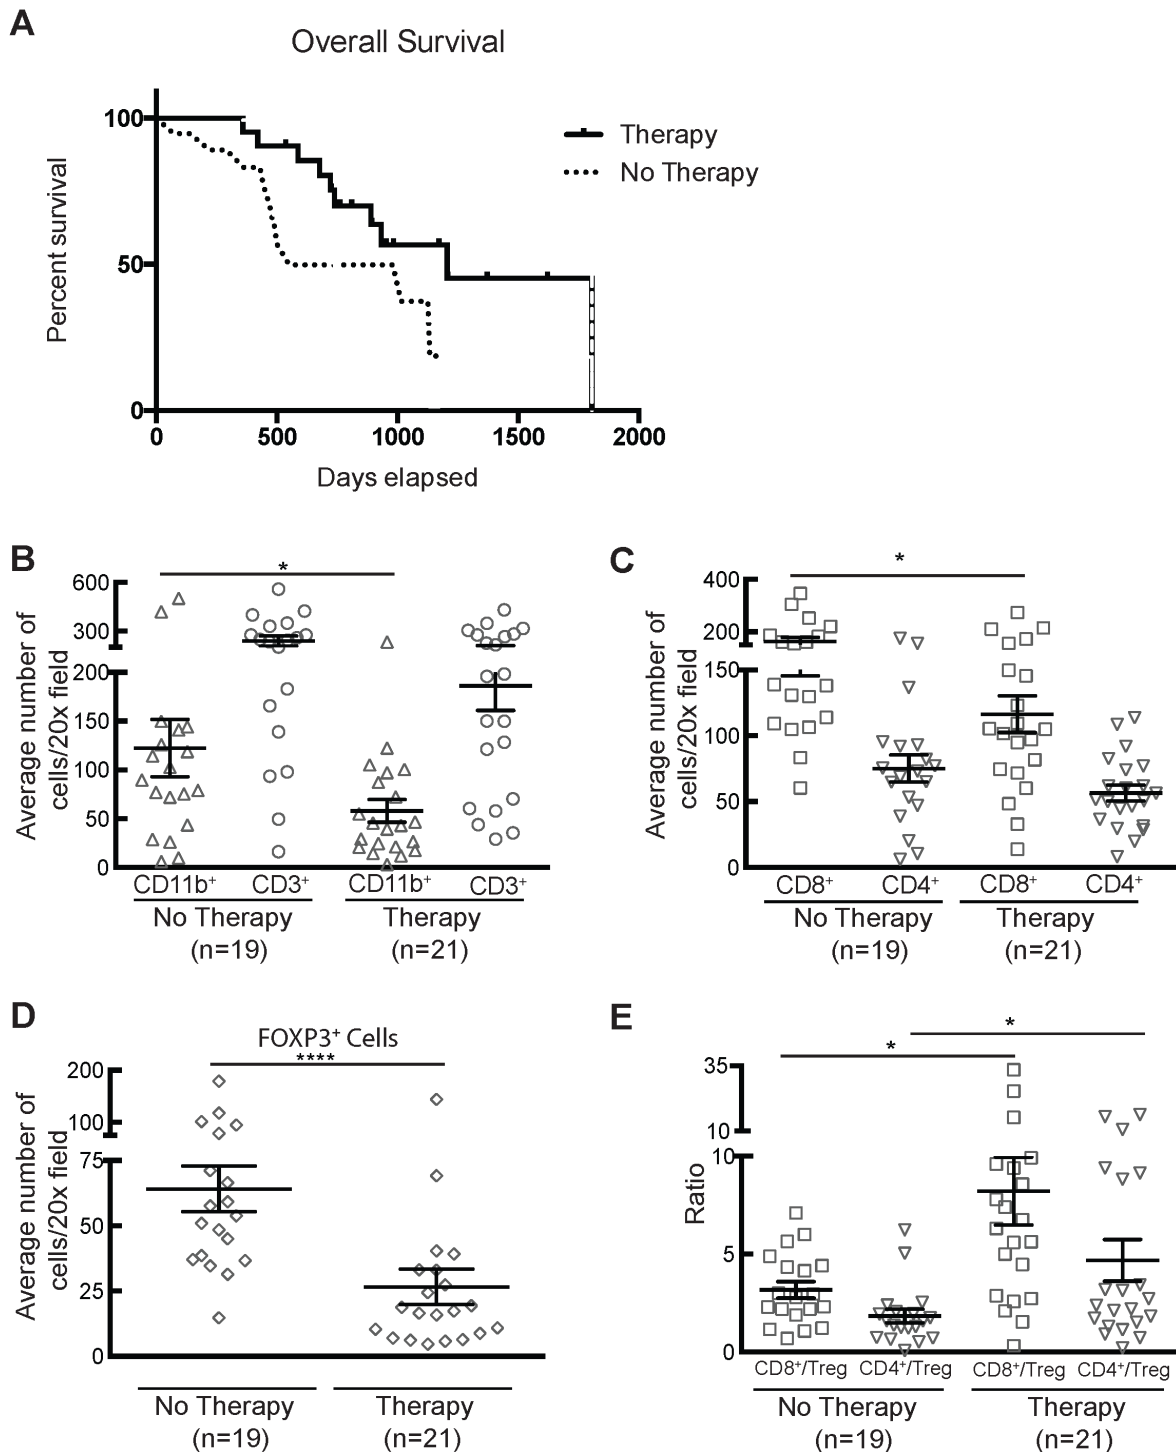 A
Overall Survival
100
50
0
0 500 1000 1500 2000
Percent survival
Days elapsed
Therapy
No Therapy
B
*
600
300
200
150
100
50
0
Average number of
cells/20x field
CD11b+ CD3+ CD11b+ CD3+
No Therapy Therapy
(n=19) (n=21)
C
*
400
200
150
100
50
0
Average number of
cells/20x field
CD8+ CD4+ CD8+ CD4+
No Therapy Therapy
(n=19) (n=21)
D
FOXP3+ Cells
****
200
100
75
50
25
0
Average number of
cells/20x field
No Therapy Therapy
(n=19) (n=21)
E
*
*
35
10
10
5
0
Ratio
CD8+/Treg CD4+/Treg CD8+/Treg CD4+/Treg
No Therapy Therapy
(n=19) (n=21)